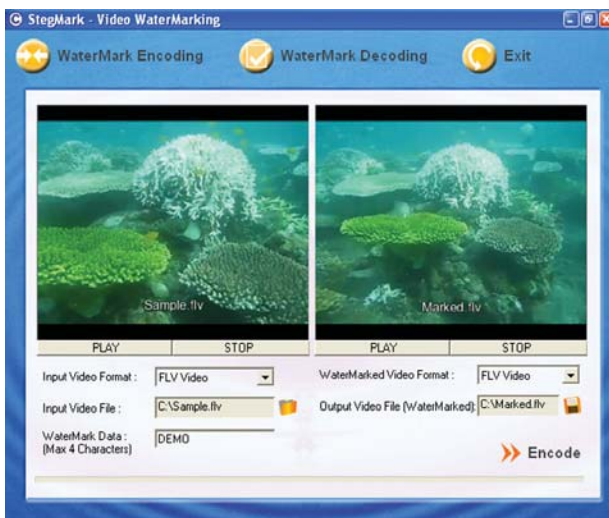 StegMark - Video WaterMarking
WaterMark Encoding
WaterMark Decoding
Exit
Sample.flv
Marked.flv
PLAY
STOP
PLAY
STOP
Input Video Format :
FLV Video
WaterMarked Video Format :
FLV Video
Input Video File :
C:\Sample.flv
Output Video File (WaterMarked):
C:\Marked.flv
WaterMark Data :
(Max 4 Characters)
DEMO
Encode